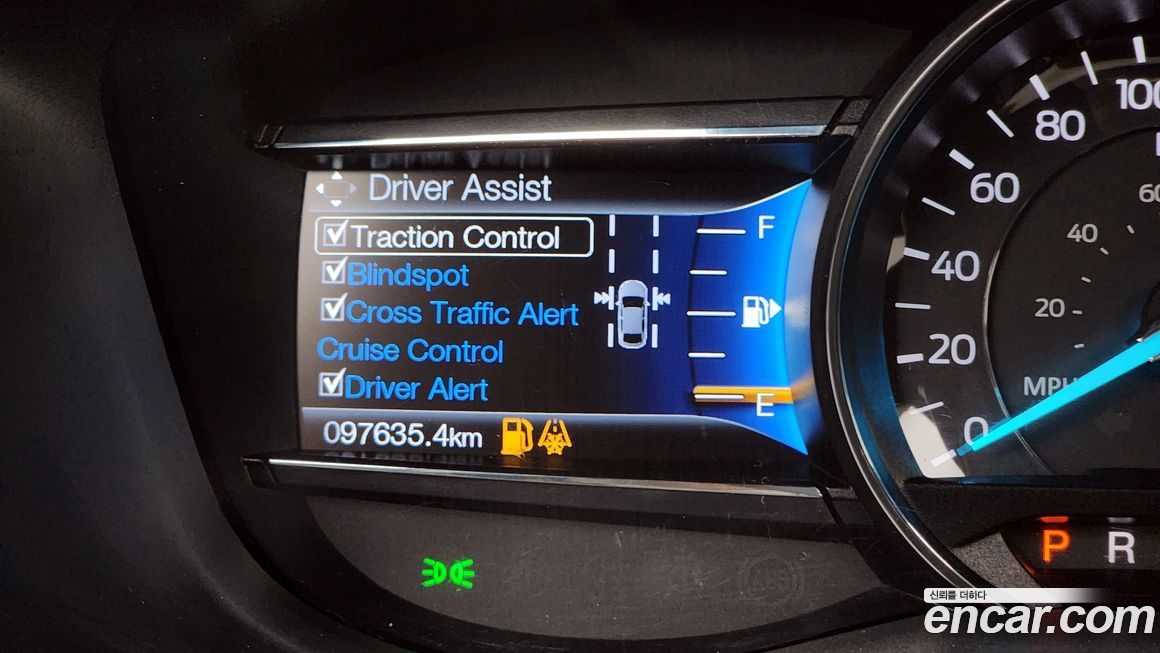 Driver Assist
Traction Control
Blindspot
Cross Traffic Alert
Cruise Control
Driver Alert
097635.4km
F
E
100
80
60
40
20
0
60
40
20
MPH
P R
신뢰를 더하다
encar.com